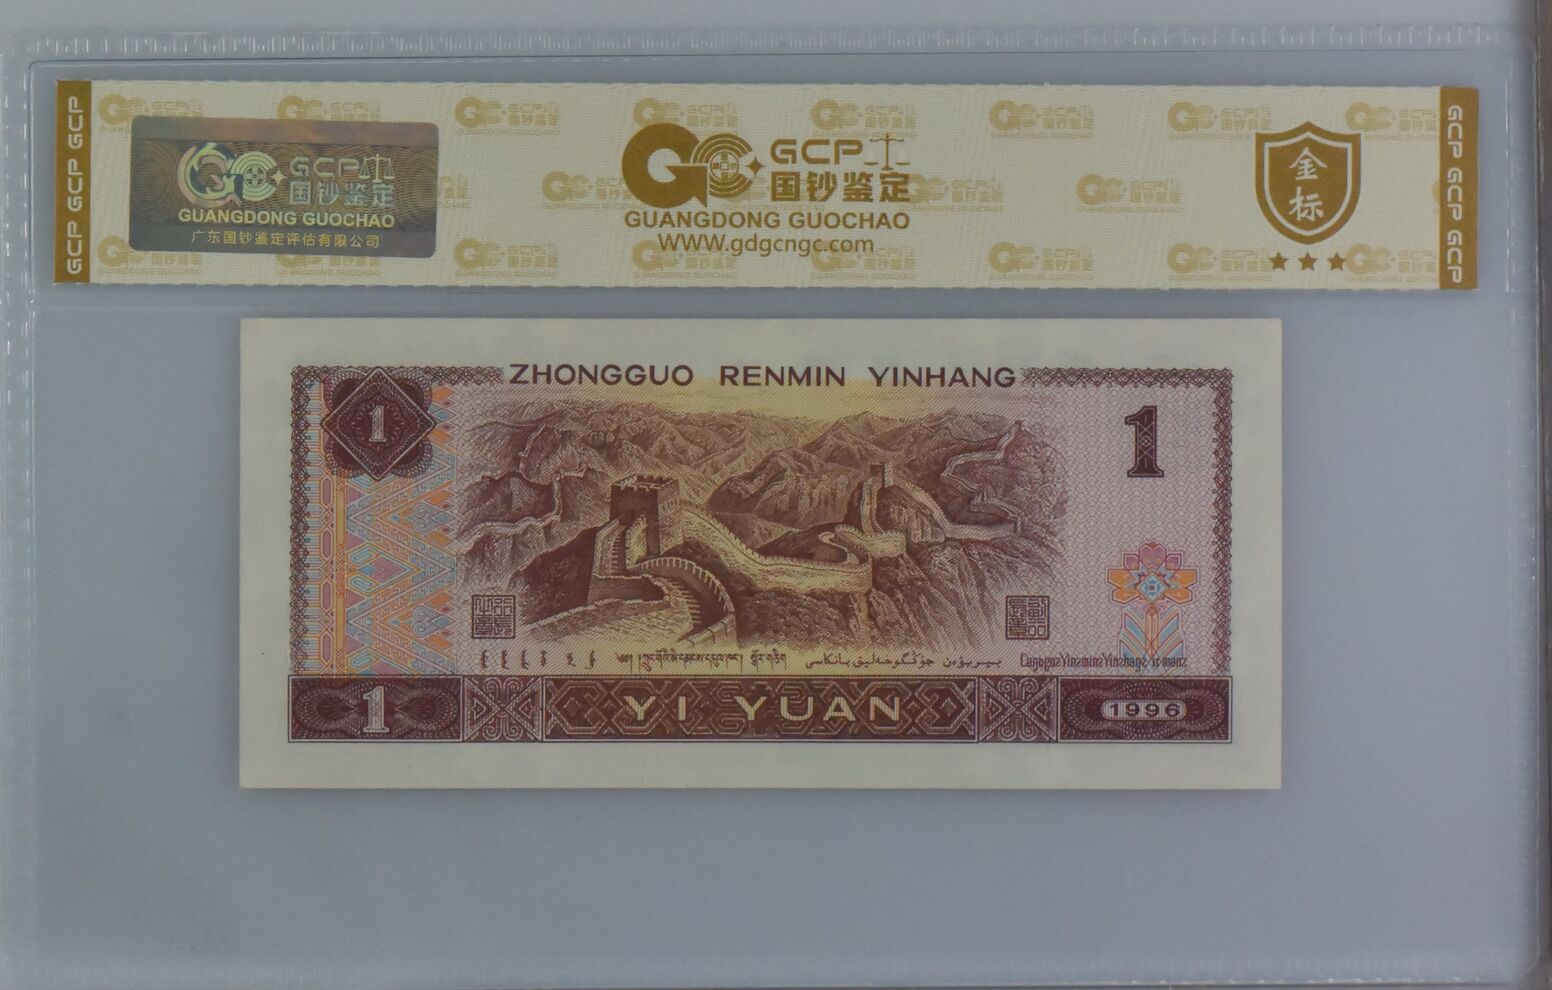 GCP GCP GCP
GCP
国钞鉴定
GUANGDONG GUOCHAO
广东国钞鉴定评估有限公司
GCP
国钞鉴定
GUANGDONG GUOCHAO
WWW.gdgcngc.com
金标
GCP GCP GCP
ZHONGGUO RENMIN YINHANG
1
1
1
YI YUAN
1996